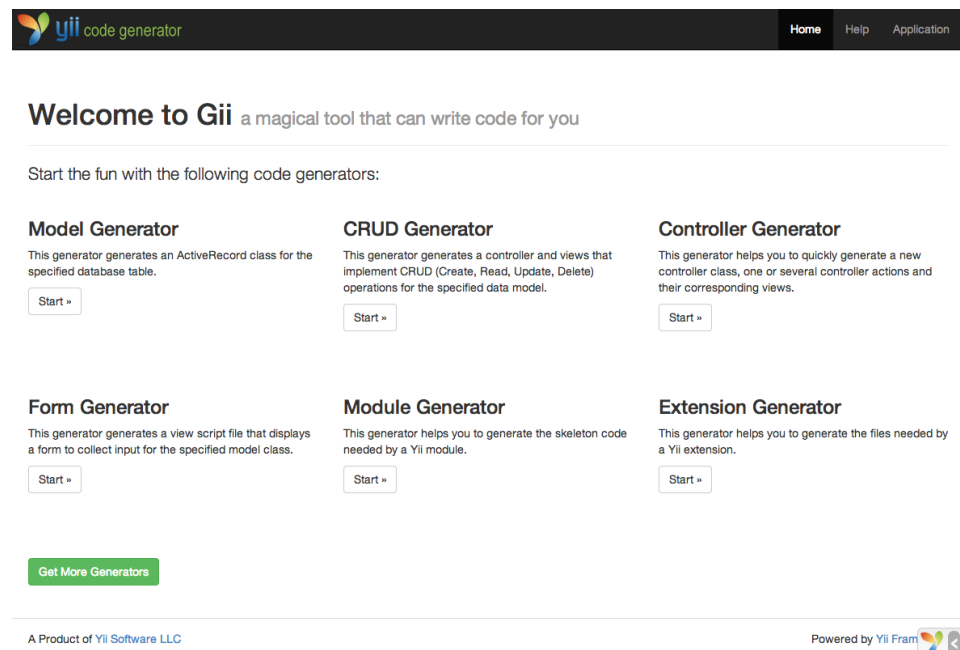 yii code generator
Home
Help
Application
Welcome to Gii a magical tool that can write code for you
Start the fun with the following code generators:
Model Generator
This generator generates an ActiveRecord class for the
specified database table.
Start »
CRUD Generator
This generator generates a controller and views that
implement CRUD (Create, Read, Update, Delete)
operations for the specified data model.
Start »
Controller Generator
This generator helps you to quickly generate a new
controller class, one or several controller actions and
their corresponding views.
Start »
Form Generator
This generator generates a view script file that displays
a form to collect input for the specified model class.
Start »
Module Generator
This generator helps you to generate the skeleton code
needed by a Yii module.
Start »
Extension Generator
This generator helps you to generate the files needed by
a Yii extension.
Start »
Get More Generators
A Product of Yii Software LLC
Powered by Yii Fram